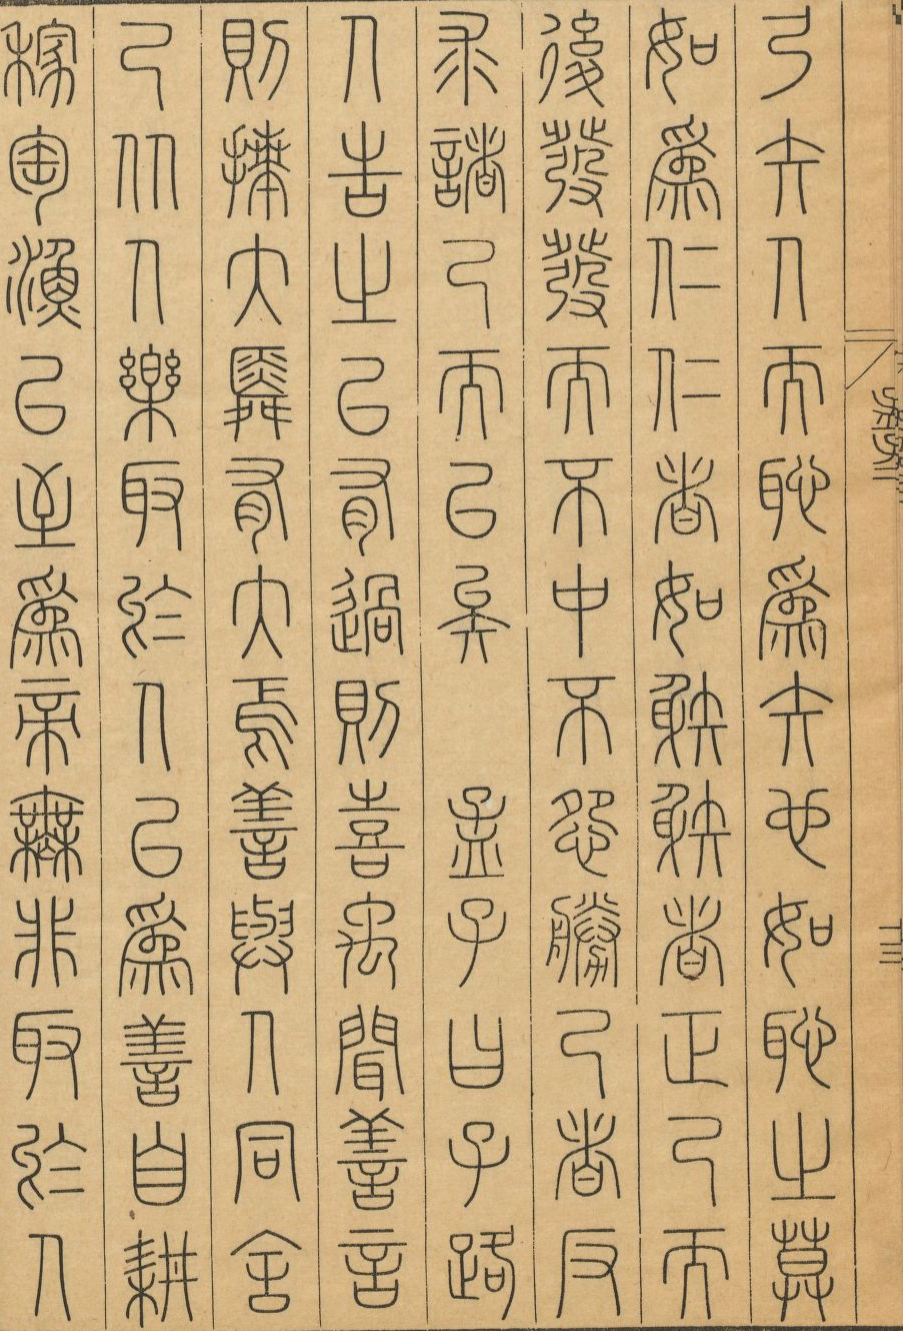 弓矢人而恥為矢也如恥之莫
如為仁仁者如射射者正己而
後發發而不中不怨勝己者反
求諸己而已矣　孟子曰子路
人告之以有過則喜禹聞善言
則拜大舜有大焉善與人同舍
己从人樂取於人以為善自耕
稼陶漁以至為帝無非取於人